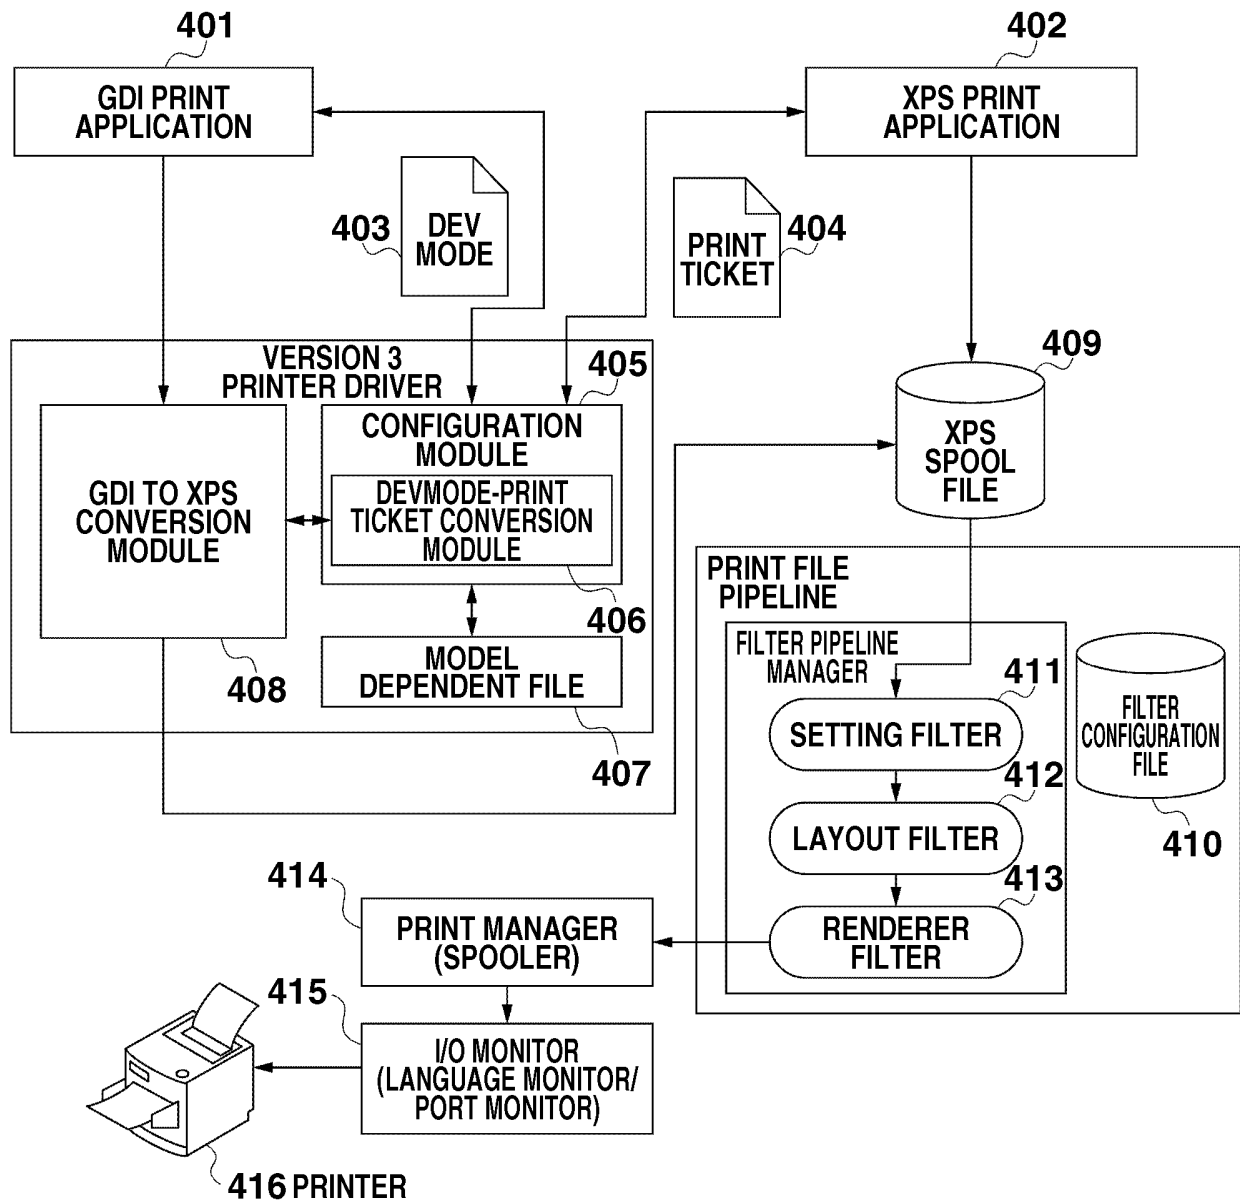 401
GDI PRINT
APPLICATION
402
XPS PRINT
APPLICATION
403
DEV
MODE
PRINT
TICKET
404
VERSION 3
PRINTER DRIVER
405
409
CONFIGURATION
MODULE
XPS
SPOOL
FILE
GDI TO XPS
CONVERSION
MODULE
DEVMODE-PRINT
TICKET CONVERSION
MODULE
406
408
MODEL
DEPENDENT FILE
407
PRINT FILE
PIPELINE
FILTER PIPELINE
MANAGER
411
SETTING FILTER
FILTER
CONFIGURATION
FILE
410
412
LAYOUT FILTER
413
RENDERER
FILTER
414
PRINT MANAGER
(SPOOLER)
415
I/O MONITOR
(LANGUAGE MONITOR/
PORT MONITOR)
416 PRINTER